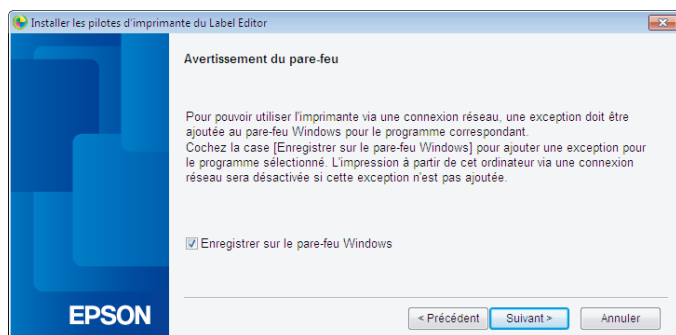 Installer les pilotes d'imprimante du Label Editor
Avertissement du pare-feu
Pour pouvoir utiliser l'imprimante via une connexion réseau, une exception doit être
ajoutée au pare-feu Windows pour le programme correspondant.
Cochez la case [Enregistrer sur le pare-feu Windows] pour ajouter une exception pour
le programme sélectionné. L'impression à partir de cet ordinateur via une connexion
réseau sera désactivée si cette exception n'est pas ajoutée.
Enregistrer sur le pare-feu Windows
EPSON
< Précédent
Suivant >
Annuler